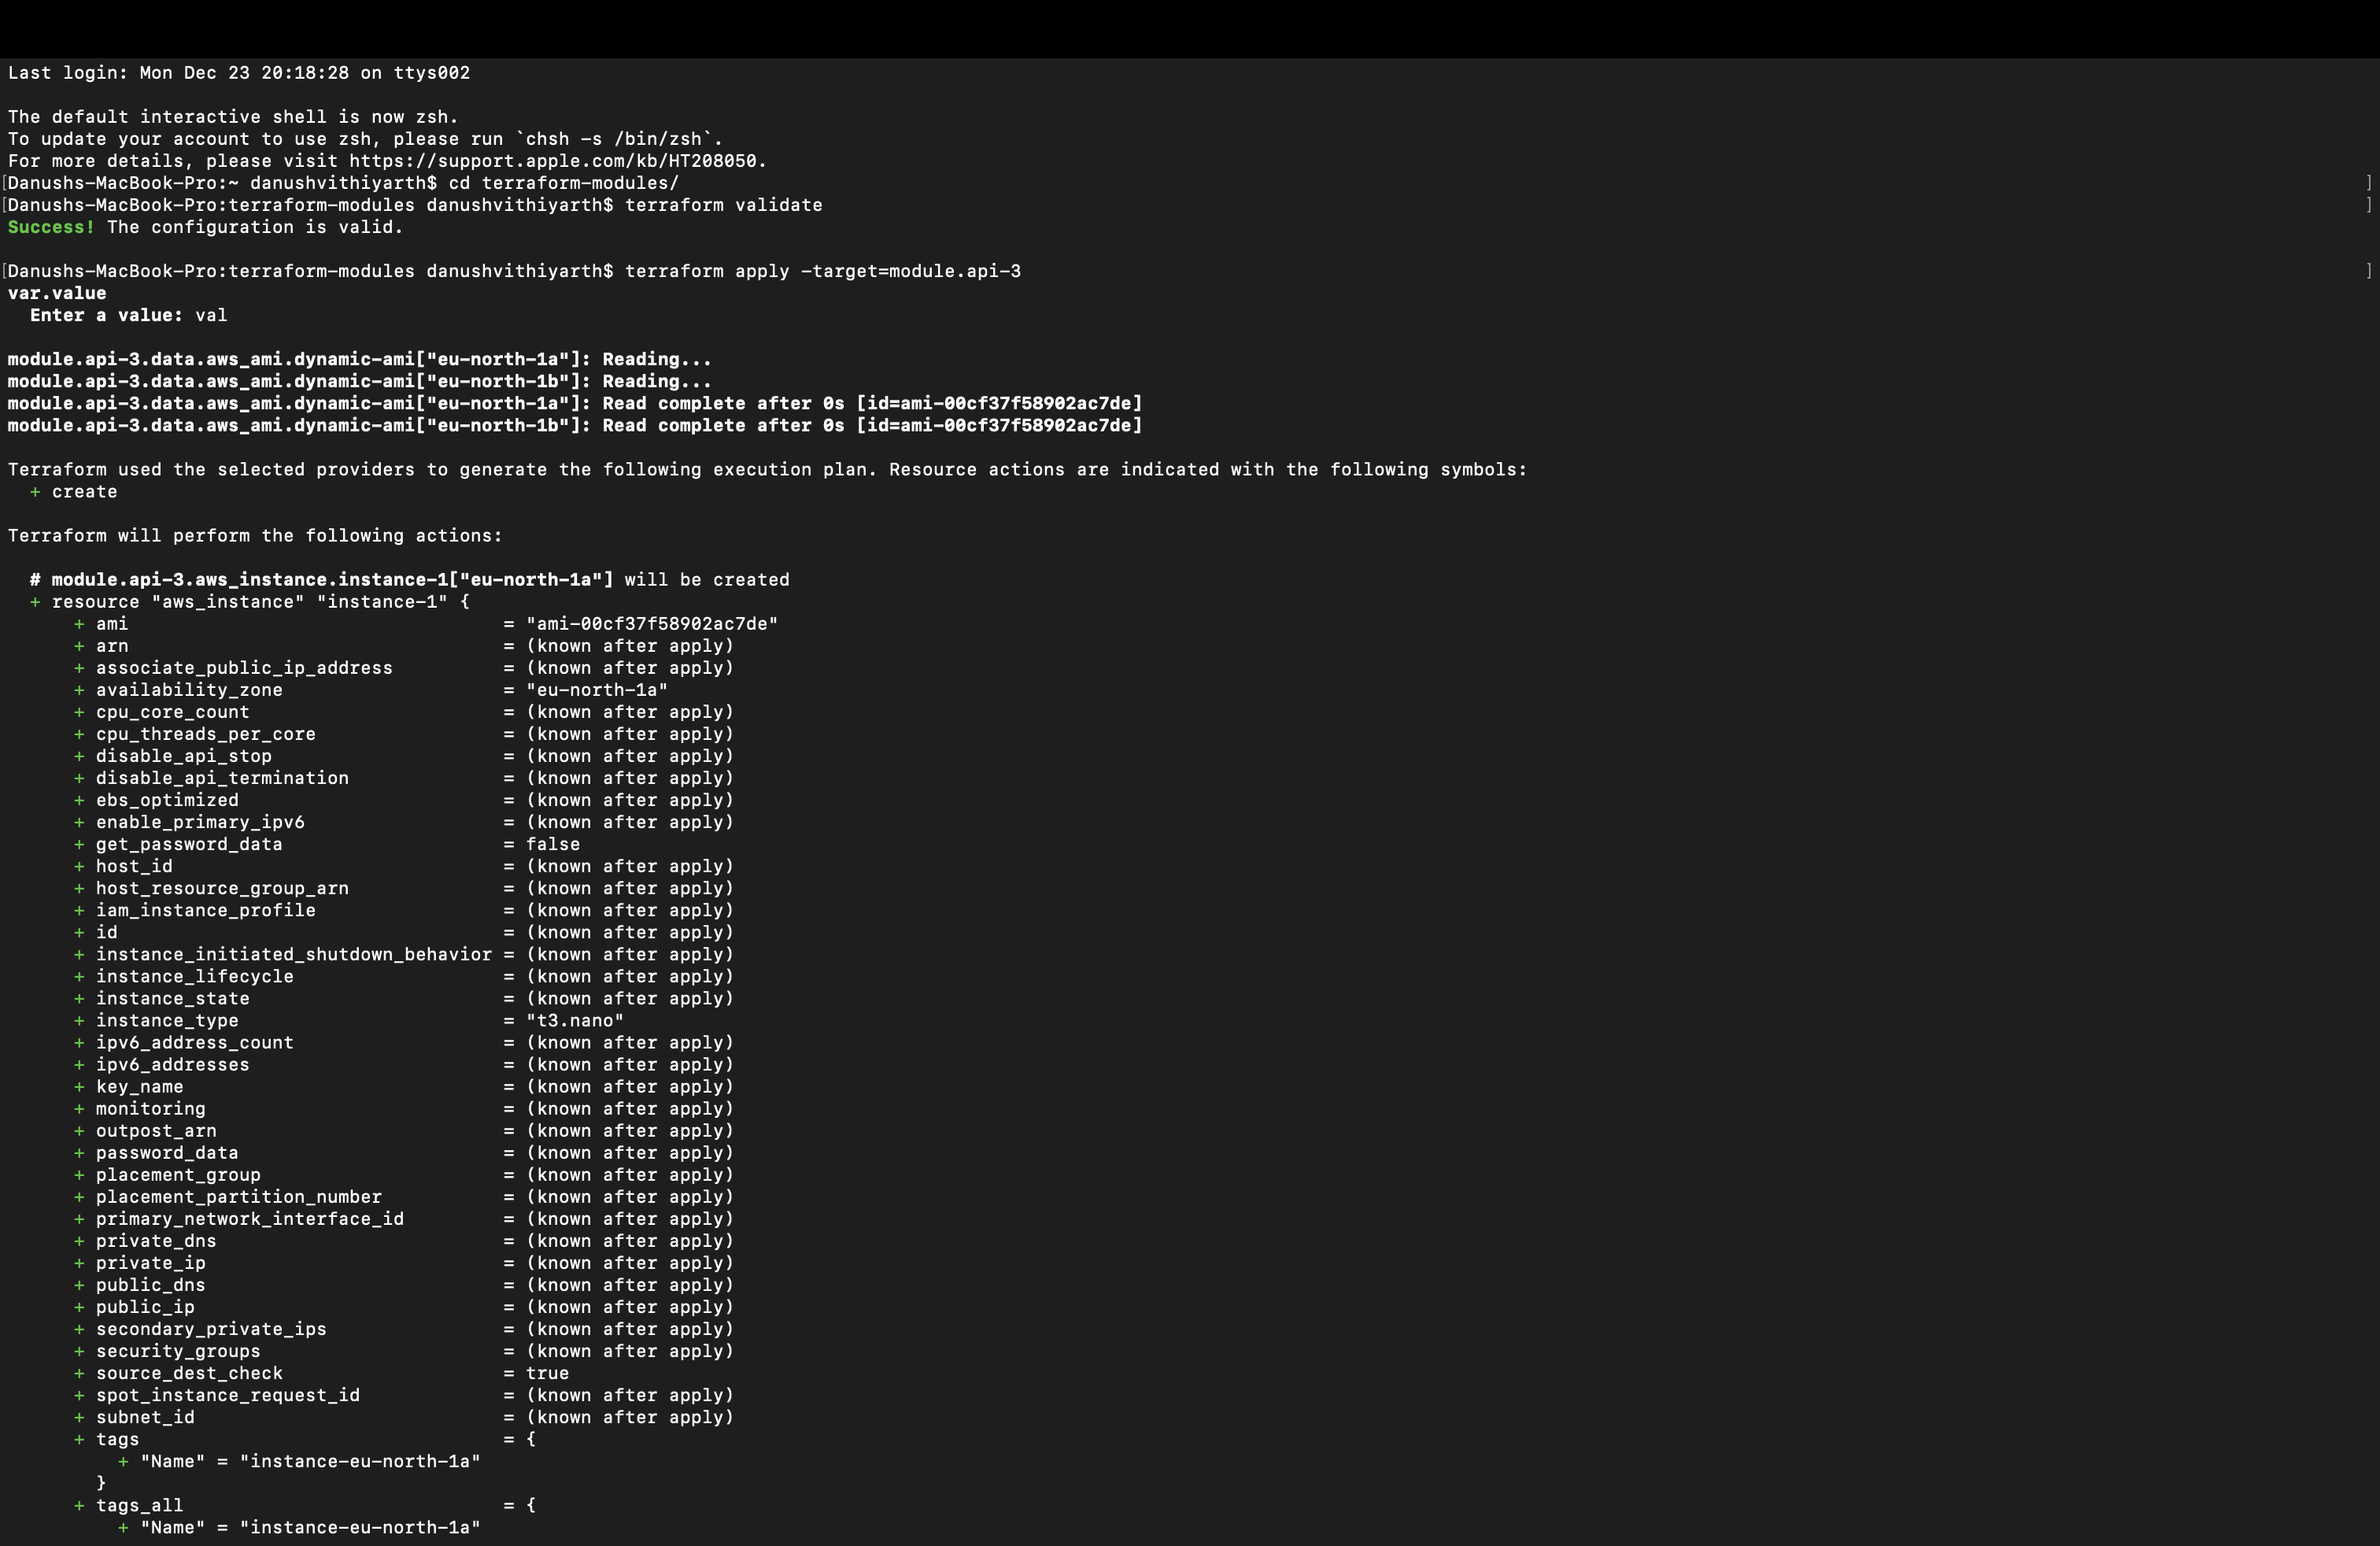 Last login: Mon Dec 23 20:18:28 on ttys002
The default interactive shell is now zsh.
To update your account to use zsh, please run `chsh -s /bin/zsh`.
For more details, please visit https://support.apple.com/kb/HT208050.
[Danushs-MacBook-Pro:~ danushvithiyarth$ cd terraform-modules/ ]
[Danushs-MacBook-Pro:terraform-modules danushvithiyarth$ terraform validate ]
Success! The configuration is valid.
[Danushs-MacBook-Pro:terraform-modules danushvithiyarth$ terraform apply -target=module.api-3 ]
var.value
  Enter a value: val
module.api-3.data.aws_ami.dynamic-ami["eu-north-1a"]: Reading...
module.api-3.data.aws_ami.dynamic-ami["eu-north-1b"]: Reading...
module.api-3.data.aws_ami.dynamic-ami["eu-north-1a"]: Read complete after 0s [id=ami-00cf37f58902ac7de]
module.api-3.data.aws_ami.dynamic-ami["eu-north-1b"]: Read complete after 0s [id=ami-00cf37f58902ac7de]
Terraform used the selected providers to generate the following execution plan. Resource actions are indicated with the following symbols:
  + create
Terraform will perform the following actions:
  # module.api-3.aws_instance.instance-1["eu-north-1a"] will be created
  + resource "aws_instance" "instance-1" {
      + ami                                  = "ami-00cf37f58902ac7de"
      + arn                                  = (known after apply)
      + associate_public_ip_address          = (known after apply)
      + availability_zone                    = "eu-north-1a"
      + cpu_core_count                       = (known after apply)
      + cpu_threads_per_core                 = (known after apply)
      + disable_api_stop                     = (known after apply)
      + disable_api_termination              = (known after apply)
      + ebs_optimized                        = (known after apply)
      + enable_primary_ipv6                  = (known after apply)
      + get_password_data                    = false
      + host_id                              = (known after apply)
      + host_resource_group_arn              = (known after apply)
      + iam_instance_profile                 = (known after apply)
      + id                                   = (known after apply)
      + instance_initiated_shutdown_behavior = (known after apply)
      + instance_lifecycle                   = (known after apply)
      + instance_state                       = (known after apply)
      + instance_type                        = "t3.nano"
      + ipv6_address_count                   = (known after apply)
      + ipv6_addresses                       = (known after apply)
      + key_name                             = (known after apply)
      + monitoring                           = (known after apply)
      + outpost_arn                          = (known after apply)
      + password_data                        = (known after apply)
      + placement_group                      = (known after apply)
      + placement_partition_number           = (known after apply)
      + primary_network_interface_id         = (known after apply)
      + private_dns                          = (known after apply)
      + private_ip                           = (known after apply)
      + public_dns                           = (known after apply)
      + public_ip                            = (known after apply)
      + secondary_private_ips                = (known after apply)
      + security_groups                      = (known after apply)
      + source_dest_check                    = true
      + spot_instance_request_id             = (known after apply)
      + subnet_id                            = (known after apply)
      + tags                                 = {
          + "Name" = "instance-eu-north-1a"
        }
      + tags_all                             = {
          + "Name" = "instance-eu-north-1a"